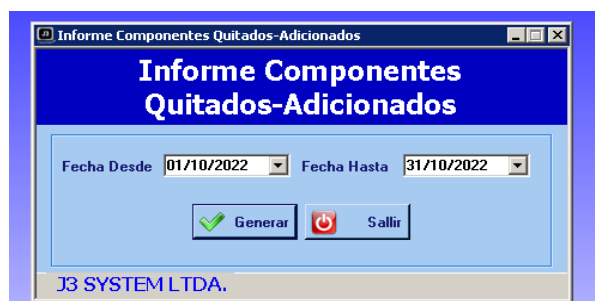 Informe Componentes Quitados-Adicionados
Informe Componentes
Quitados-Adicionados
Fecha Desde 01/10/2022 Fecha Hasta 31/10/2022
Generar Sallir
J3 SYSTEM LTDA.